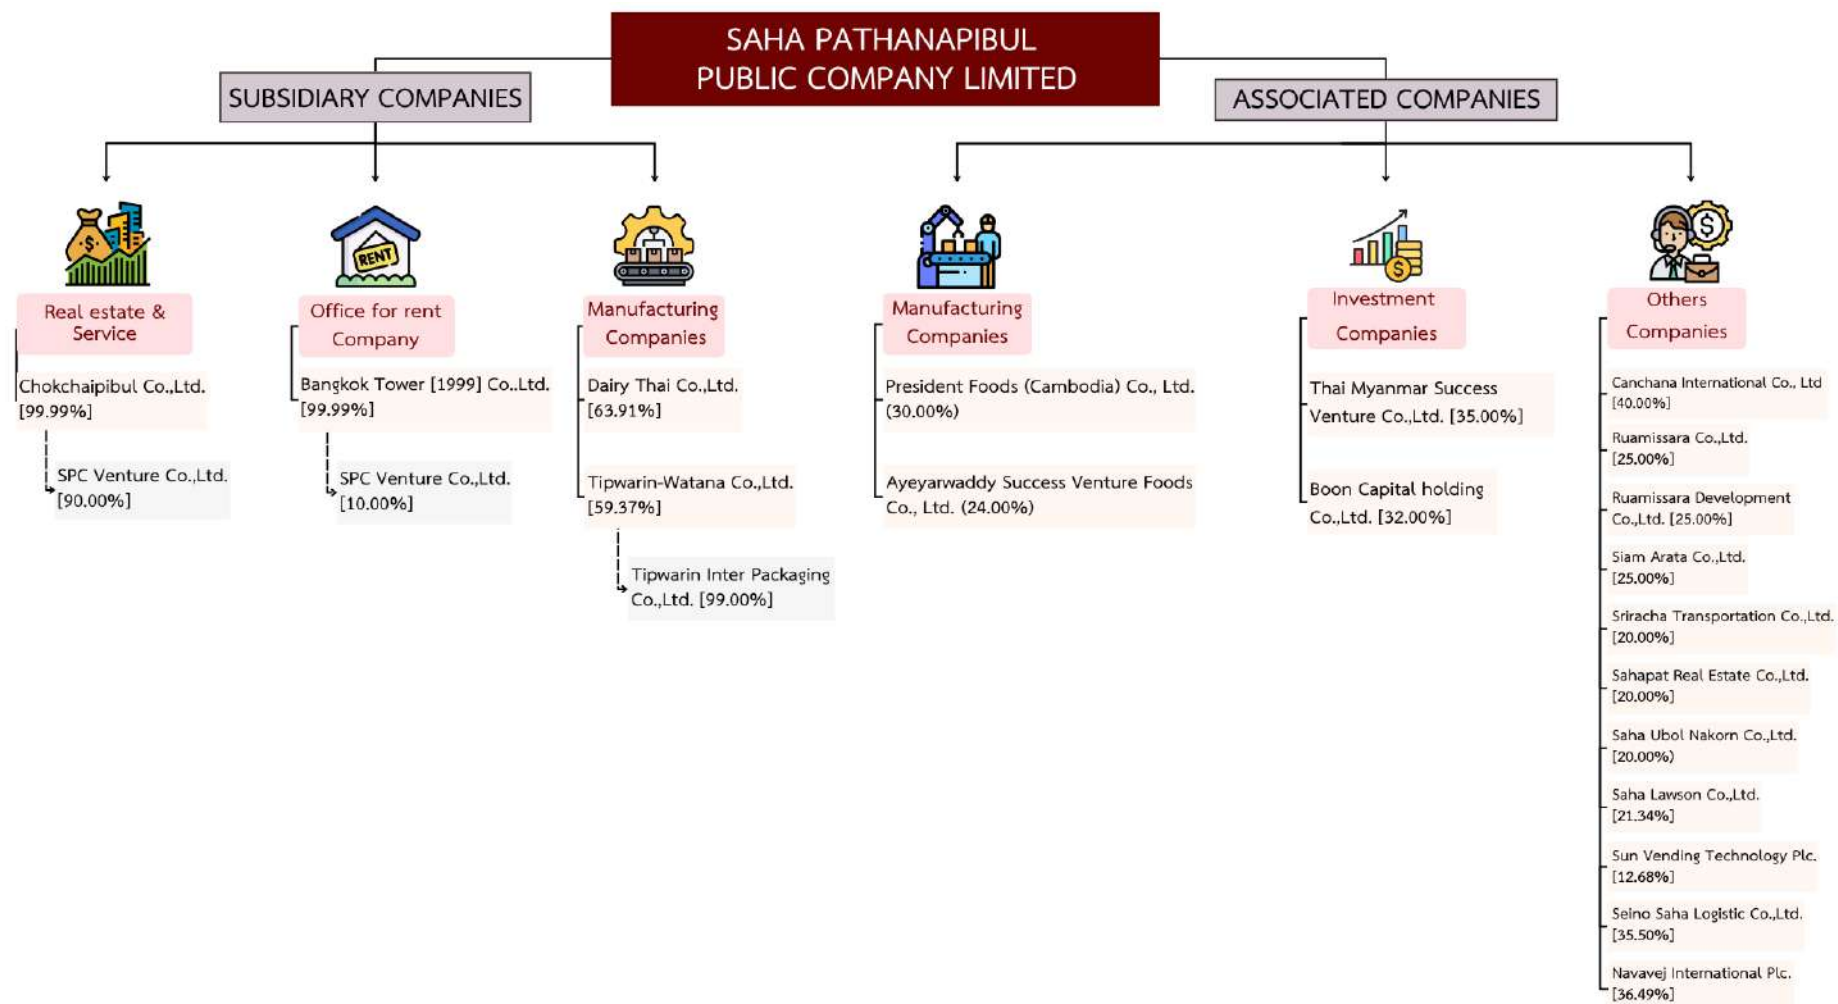 SAHA PATHANAPIBUL
PUBLIC COMPANY LIMITED
SUBSIDIARY COMPANIES
ASSOCIATED COMPANIES
$
RENT
$
$
Real estate &
Service
Chokchaipibul Co.,Ltd.
[99.99%]
SPC Venture Co.,Ltd.
[90.00%]
Office for rent
Company
Bangkok Tower [1999] Co..Ltd.
[99.99%]
SPC Venture Co.,Ltd.
[10.00%]
Manufacturing
Companies
Dairy Thai Co.,Ltd.
[63.91%]
Tipwarin-Watana Co.,Ltd.
[59.37%]
Tipwarin Inter Packaging
Co.,Ltd. [99.00%]
Manufacturing
Companies
President Foods (Cambodia) Co., Ltd.
(30.00%)
Ayeyarwaddy Success Venture Foods
Co., Ltd. (24.00%)
Investment
Companies
Thai Myanmar Success
Venture Co.,Ltd. [35.00%]
Boon Capital holding
Co.,Ltd. [32.00%]
Others
Companies
Canchana International Co., Ltd
[40.00%]
Ruamissara Co.,Ltd.
[25.00%]
Ruamissara Development
Co.,Ltd. [25.00%]
Siam Arata Co.,Ltd.
[25.00%]
Sriracha Transportation Co.,Ltd.
[20.00%]
Sahapat Real Estate Co.,Ltd.
[20.00%]
Saha Ubol Nakorn Co.,Ltd.
[20.00%)
Saha Lawson Co.,Ltd.
[21.34%]
Sun Vending Technology Plc.
[12.68%]
Seino Saha Logistic Co.,Ltd.
[35.50%]
Navavej International Plc.
[36.49%]